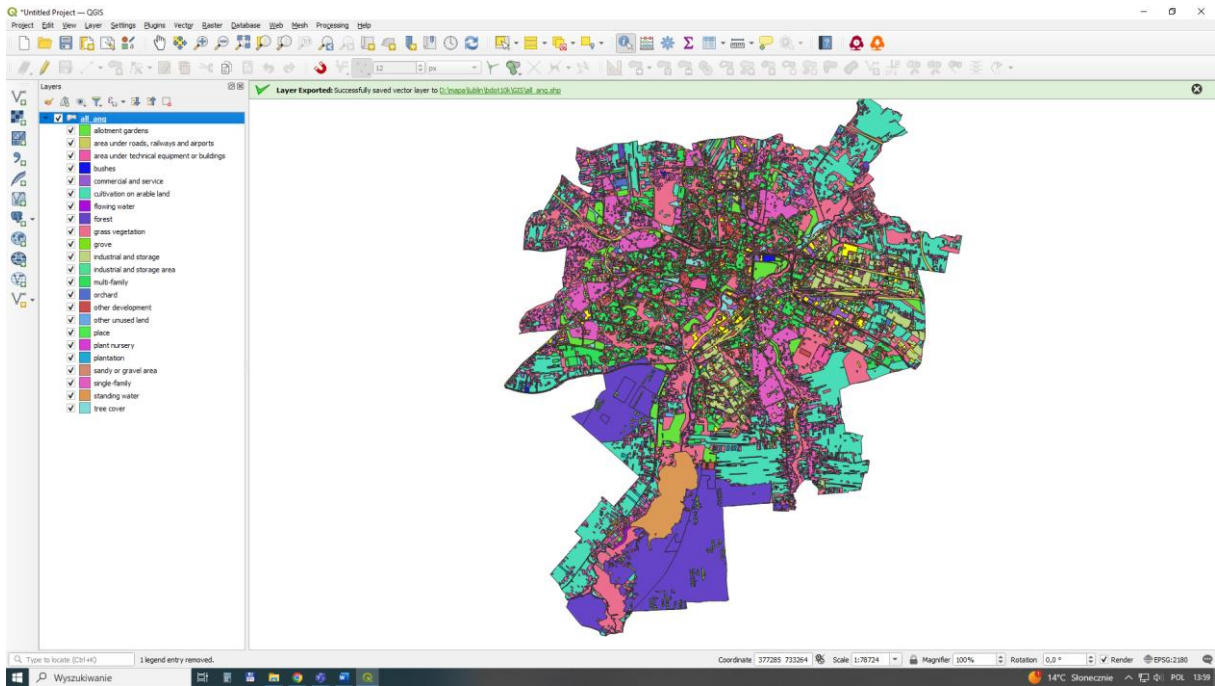 *Untitled Project — QGIS
Project Edit View Layer Settings Plugins Vector Raster Database Web Mesh Processing Help
12 px
Layers
Layer Exported: Successfully saved vector layer to D:\mapa\lublin\bdot10k\GIS\all_ang.shp
all_ang
allotment gardens
area under roads, railways and airports
area under technical equipment or buildings
bushes
commercial and service
cultivation on arable land
flowing water
forest
grass vegetation
grove
industrial and storage
industrial and storage area
multi-family
orchard
other development
other unused land
place
plant nursery
plantation
sandy or gravel area
single-family
standing water
tree cover
Type to locate (Ctrl+K) 1 legend entry removed. Coordinate 377285 733264 Scale 1:78724 Magnifier 100% Rotation 0,0 ° Render EPSG:2180
Wyszukiwanie 14°C Słonecznie POL 13:59